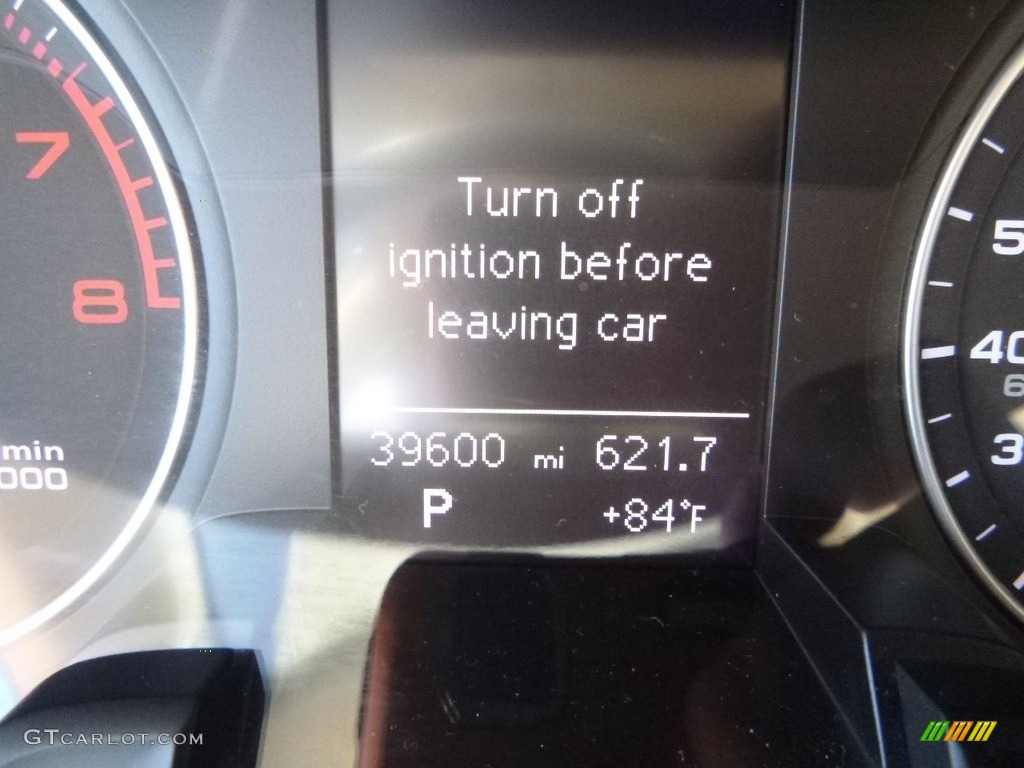 7
8
min
000
Turn off
ignition before
leaving car
39600 mi 621.7
P +84°F
5
40
6
3
GTCARLOT.COM